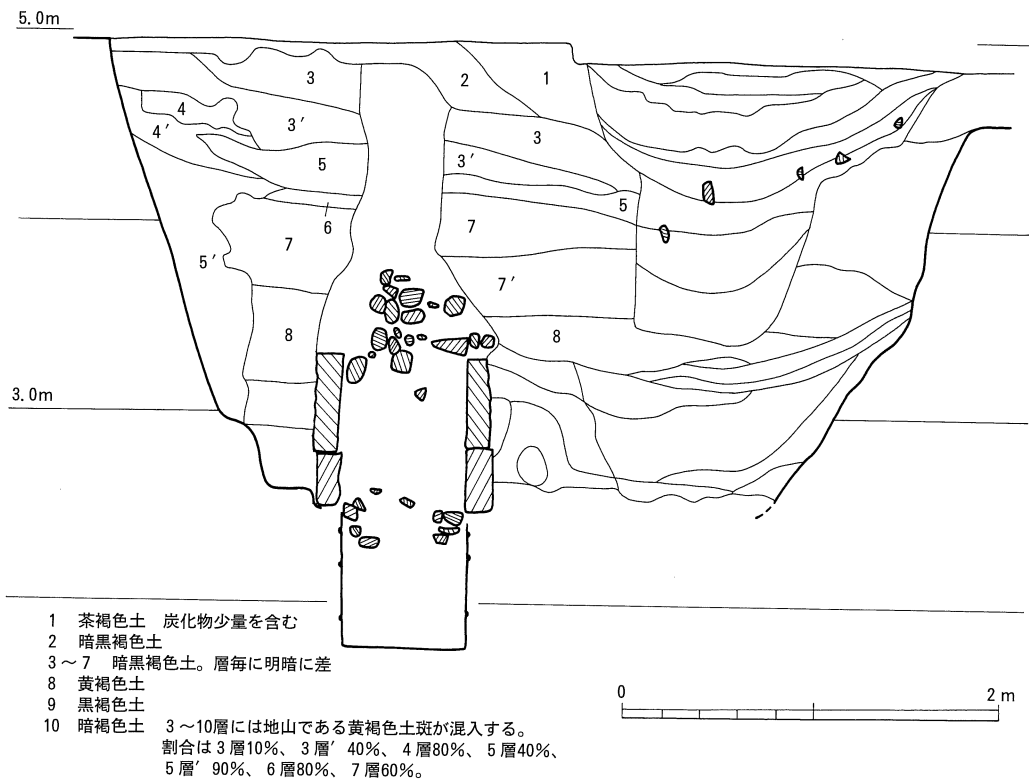 5.0m
3
2
1
4
3′
3
4′
5
3′
5
6
7
7
5′
7′
8
8
3.0m
1 茶褐色土 炭化物少量を含む
2 暗黒褐色土
3～7 暗黒褐色土。層毎に明暗に差
8 黄褐色土
9 黒褐色土
10 暗褐色土 3～10層には地山である黄褐色土斑が混入する。
割合は3層10%、3層′40%、4層80%、5層40%、
5層′90%、6層80%、7層60%。
0 2 m